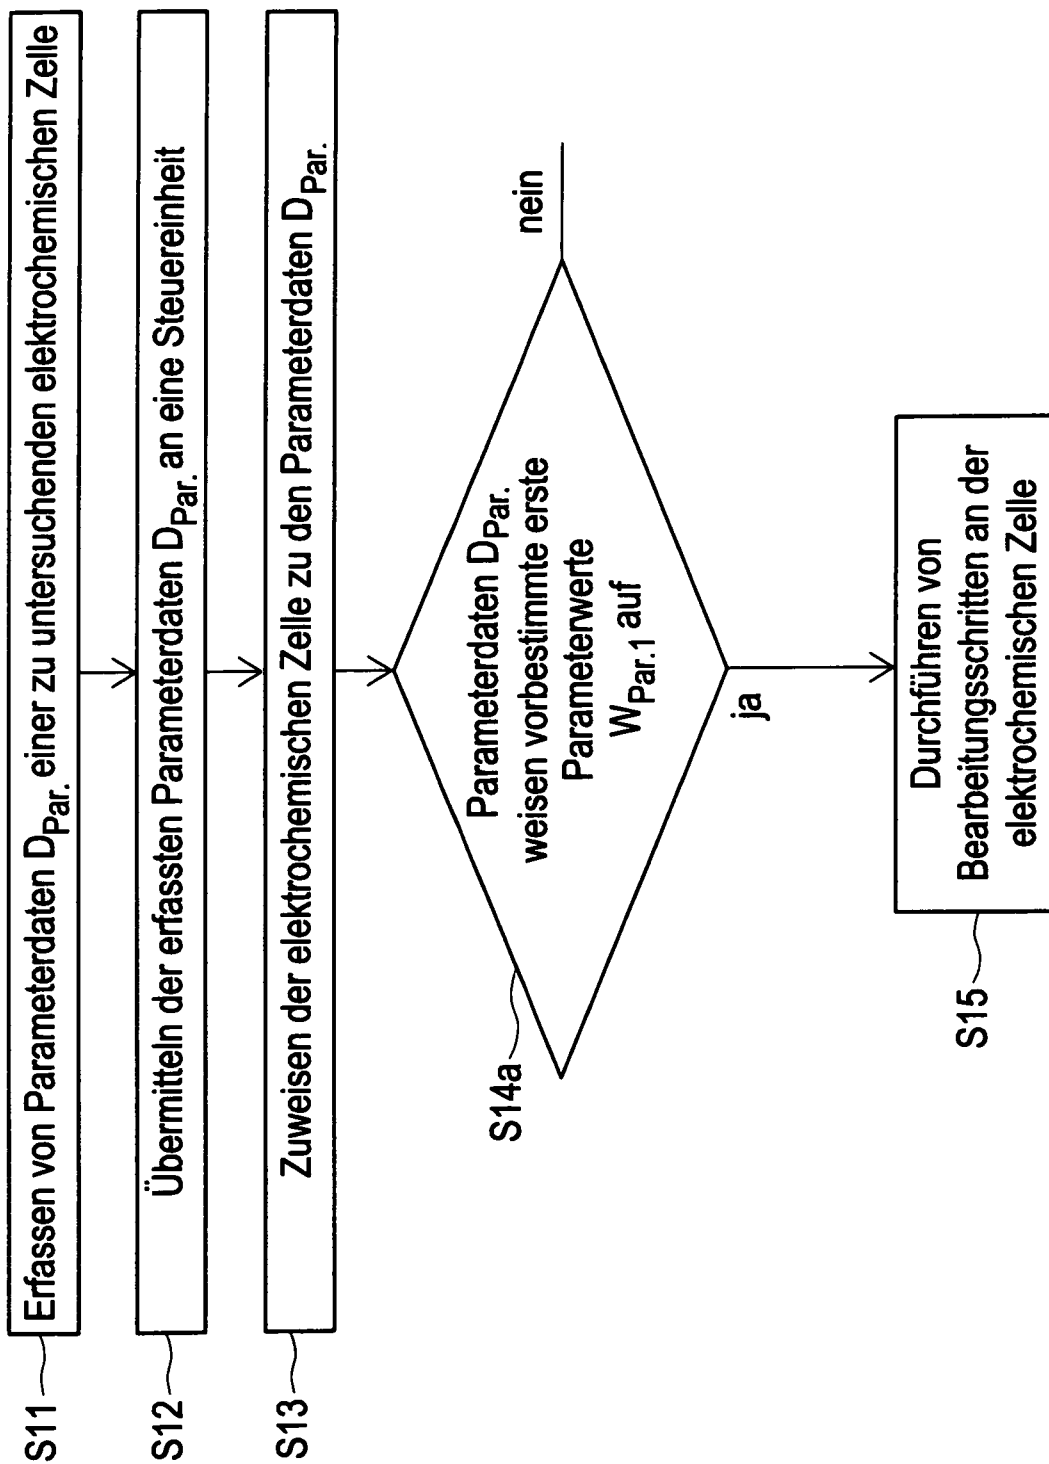 S11
Erfassen von Parameterdaten DPar. einer zu untersuchenden elektrochemischen Zelle
S12
Übermitteln der erfassten Parameterdaten DPar. an eine Steuereinheit
S13
Zuweisen der elektrochemischen Zelle zu den Parameterdaten DPar.
S14a
Parameterdaten DPar.
weisen vorbestimmte erste
Parameterwerte
WPar.1 auf
nein
ja
S15
Durchführen von
Bearbeitungsschritten an der
elektrochemischen Zelle